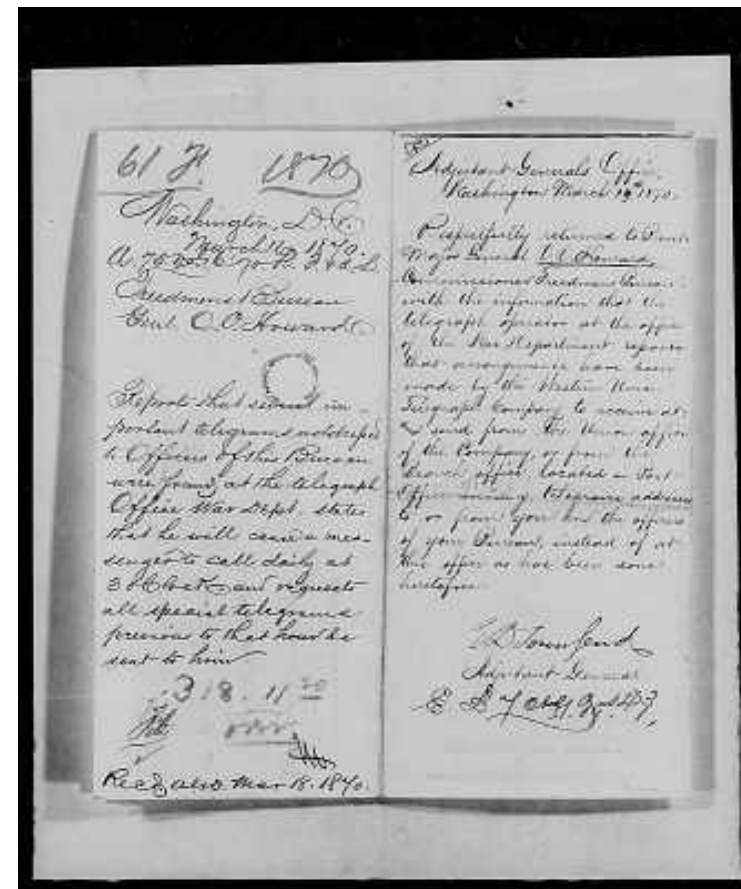 61 F. 1870
Washington, D.C.
March 16 1870.
Freedmens Bureau
Genl. O. O. Howard
Reports that several im-
portant telegrams
to Officers of this Bureau
were found at the telegraph
Office War Dept. states
that he will cause a mes-
senger to call daily at
3 o'clock and requests
all special telegrams
previous to that hour be
sent to him
318.11
Recd. Mar 18. 1870.
Adjutant Generals Office
Washington March 1870.
Respectfully returned to
Major General O. O. Howard,
Commissioner Freedmens Bureau
with the information that the
telegraph operator at the office
of the War Department reports
that arrangements have been
made by the Western Union
Telegraph Company to receive at
& send from the Union office
of the Company, or from the
Branch office located
telegrams address
to or from you and the officers
of your Bureau, instead of at
this office as has been done
heretofore
E D Townsend
Adjutant General